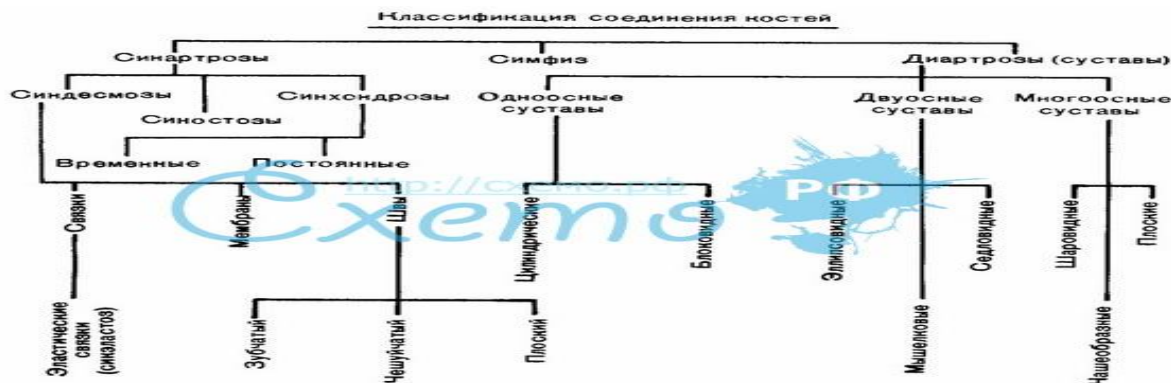 Классификация соединения костей
Синартрозы
Симфиз
Диартрозы (суставы)
Синдесмозы
Синхондрозы
Одноосные
суставы
Двуосные
суставы
Многоосные
суставы
Синостозы
Временные
Постоянные
http://схемо.рф
Схемо
РФ
Связки
Мембраны
Швы
Цилиндрические
Блоковидные
Эллипсовидные
Седловидные
Шаровидные
Плоские
Эластические
связки
(синэластоз)
Зубчатый
Чешуйчатый
Плоский
Мышелковые
Чашеобразные